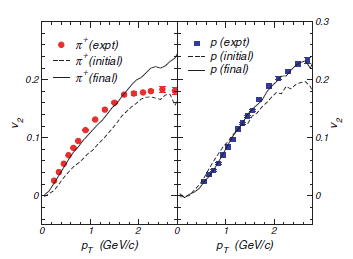 π⁺(expt)
π⁺(initial)
π⁺(final)
p (expt)
p (initial)
p (final)
0.3
0.2
0.2
0.1
0.1
0
0
v₂
v₂
0 1 2 0 1 2
p_T (GeV/c) p_T (GeV/c)